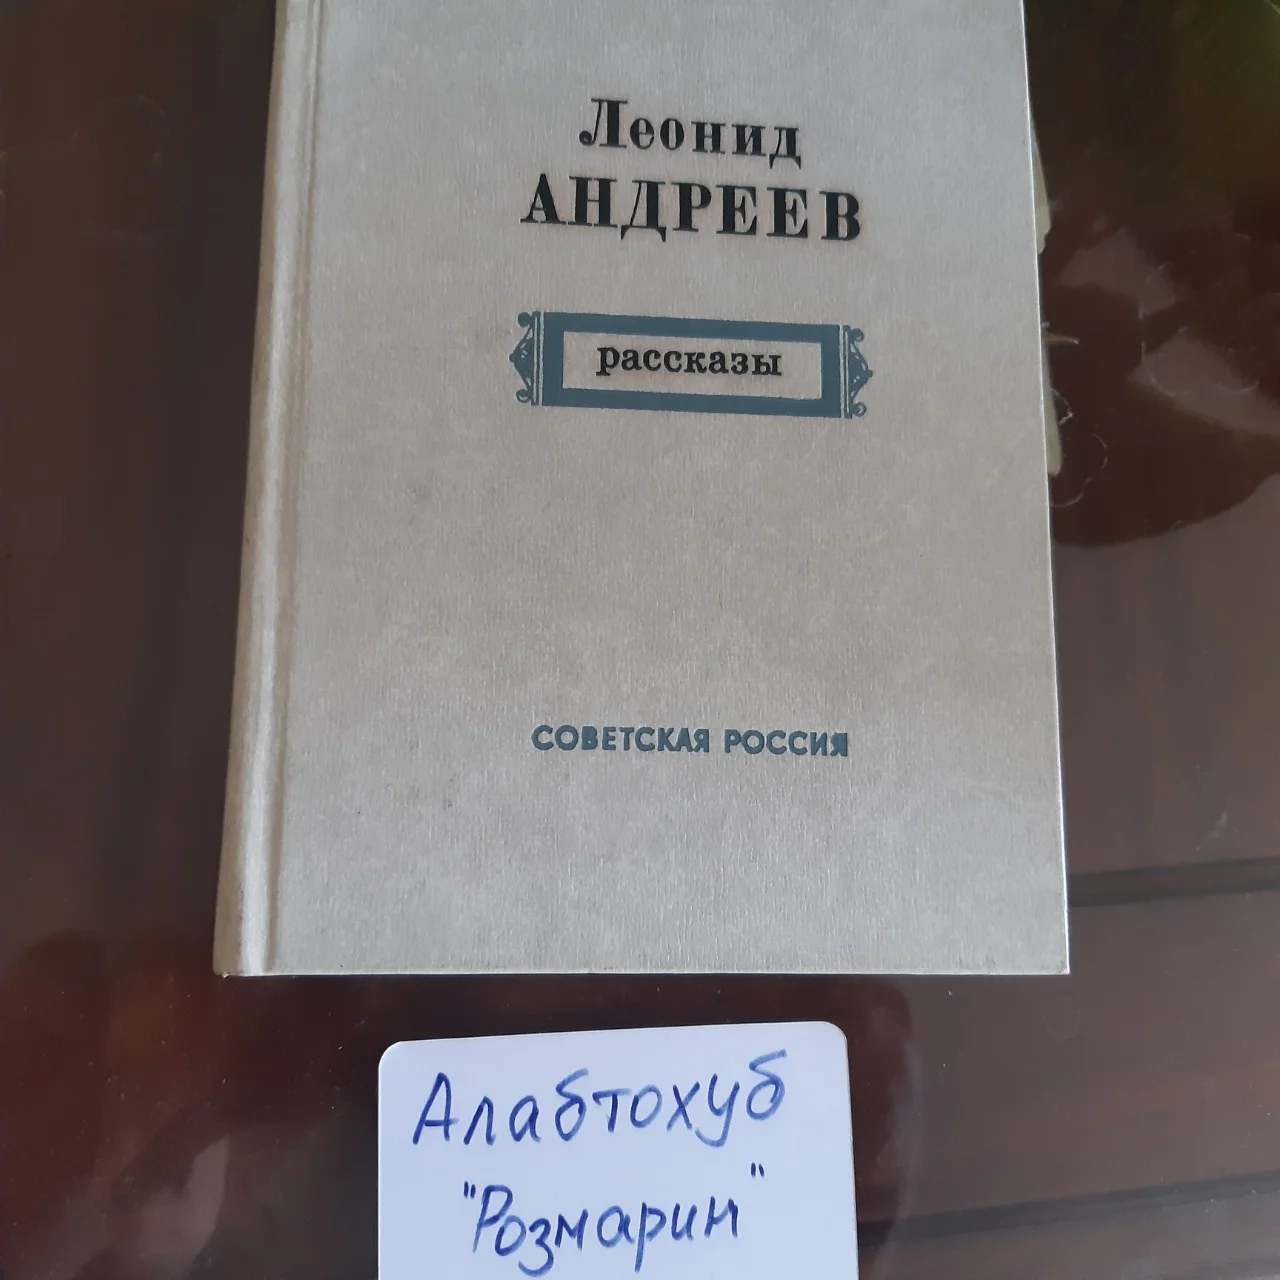 Леонид
АНДРЕЕВ
рассказы
СОВЕТСКАЯ РОССИЯ
Алабтохуб
"Розмарин"